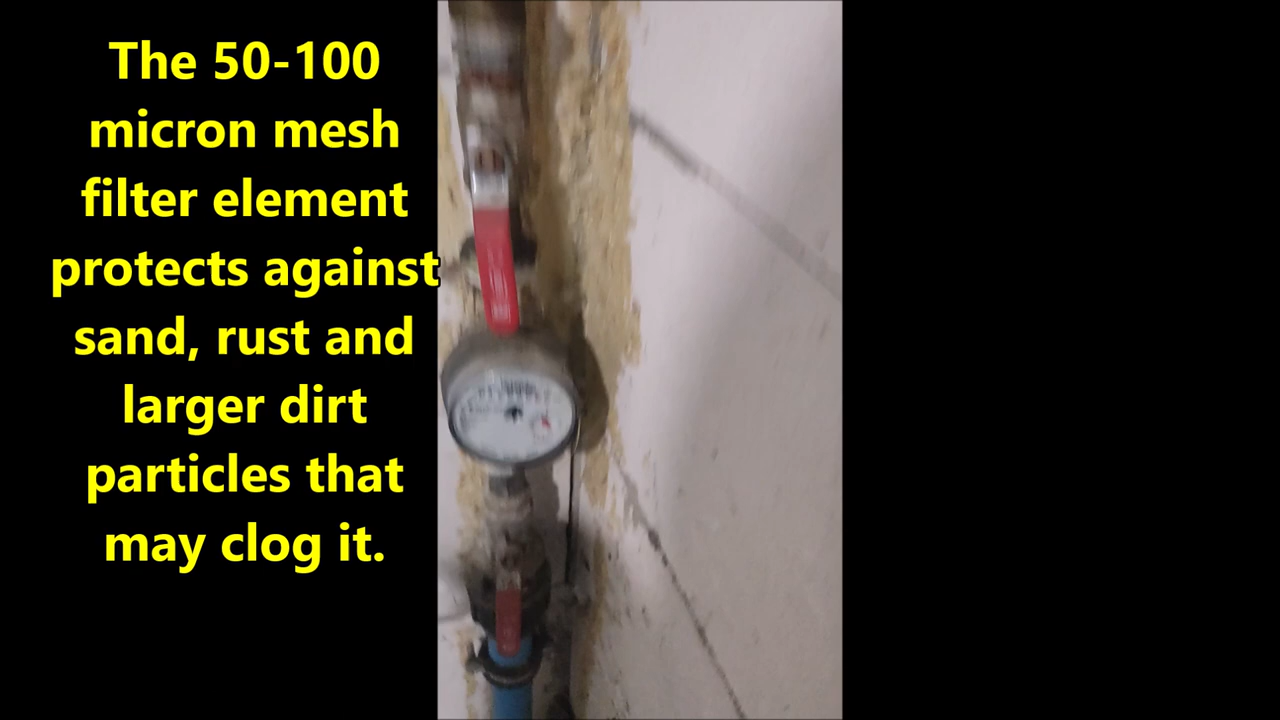 The 50-100
micron mesh
filter element
protects against
sand, rust and
larger dirt
particles that
may clog it.